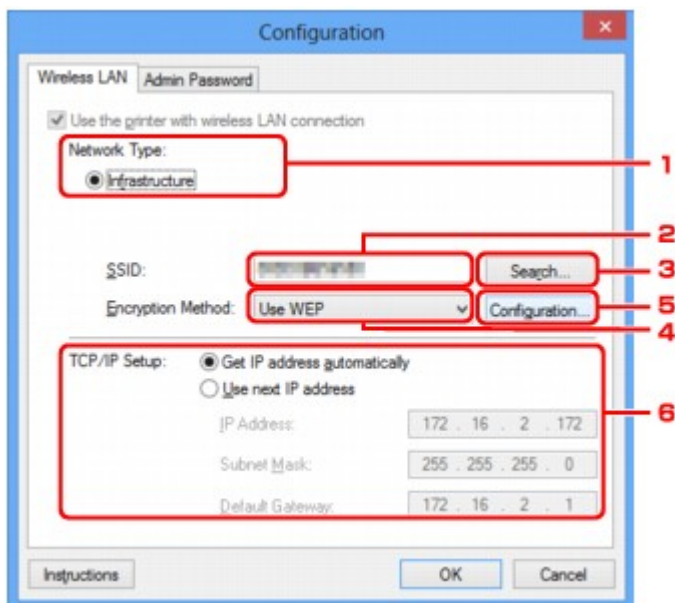 Configuration
Wireless LAN Admin Password
Use the printer with wireless LAN connection
Network Type:
Infrastructure
1
2
SSID:
Search...
3
Encryption Method: Use WEP
Configuration...
5
4
TCP/IP Setup: Get IP address automatically
Use next IP address
6
IP Address: 172 . 16 . 2 . 172
Subnet Mask: 255 . 255 . 255 . 0
Default Gateway: 172 . 16 . 2 . 1
Instructions OK Cancel